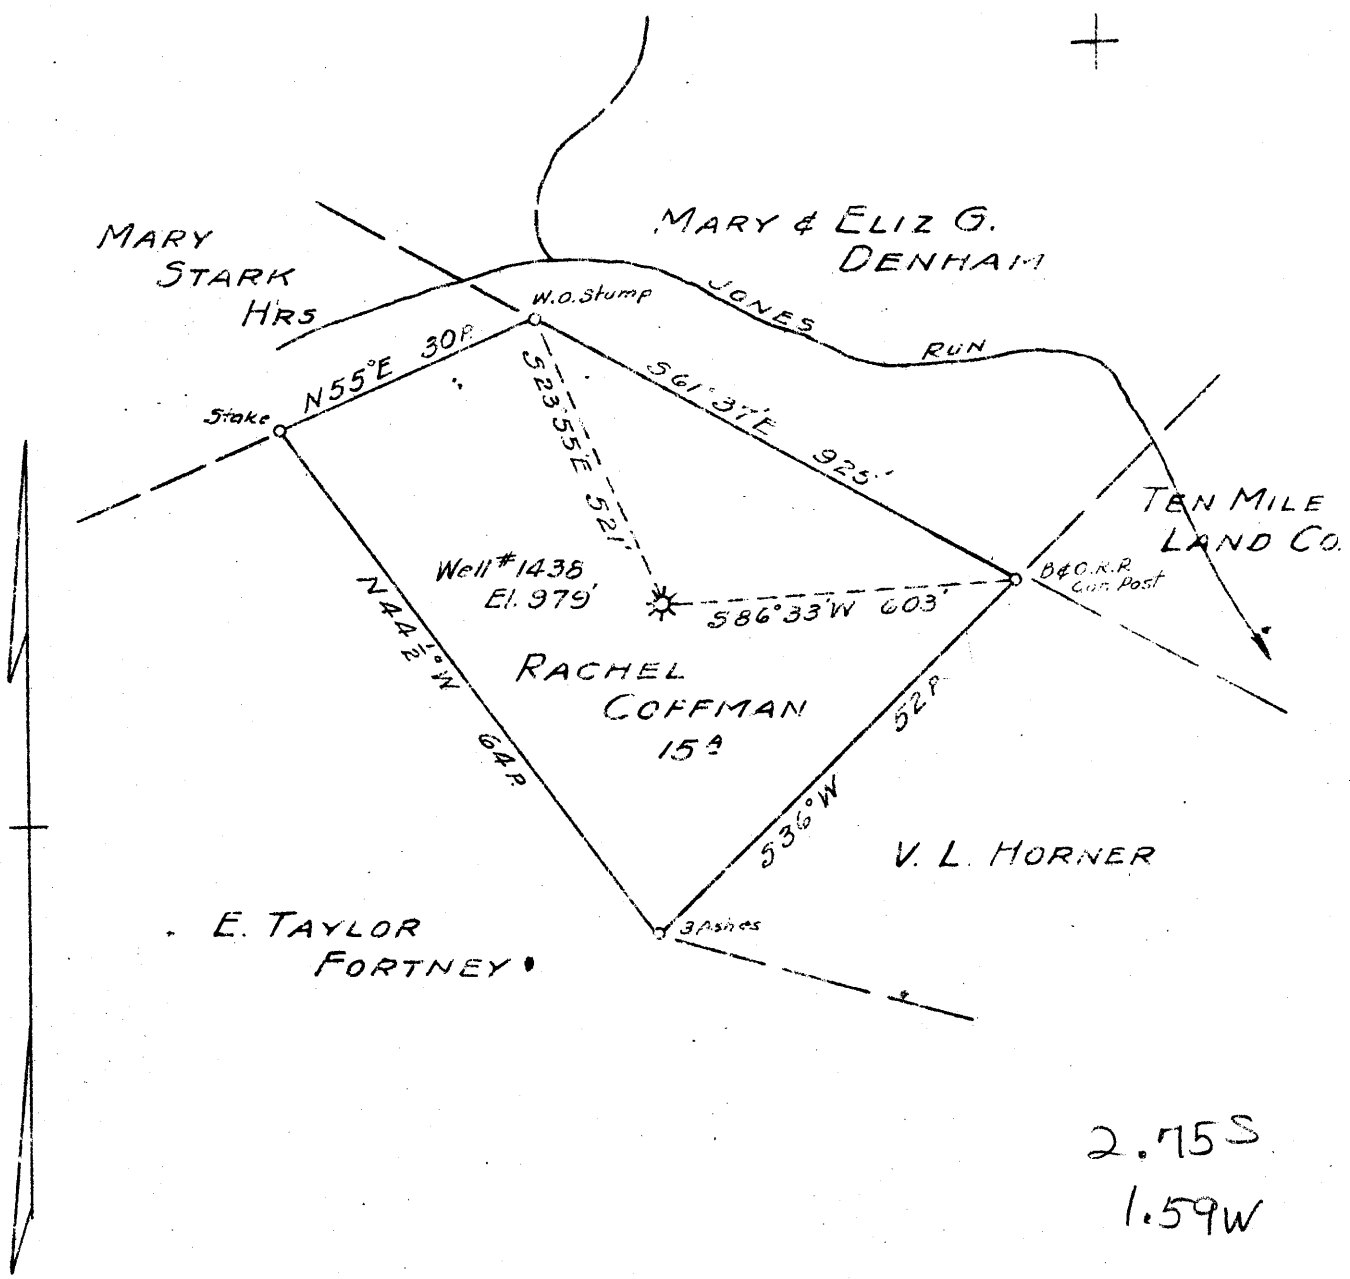 MARY & ELIZ G.
DENHAM
MARY
STARK
HRS
W.O. Stump
JONES
RUN
N55°E 30P.
S61°37'E 925'
Stake
S23°55'E 521'
TEN MILE
LAND CO.
Well #1438
El. 979'
B&O.R.R.
Con. Post
S86°33'W 603'
N44½°W 64P.
RACHEL
COFFMAN
15A
52P.
S36°W
V. L. HORNER
E. TAYLOR
FORTNEY
3 Ashes
2.75S
1.59W